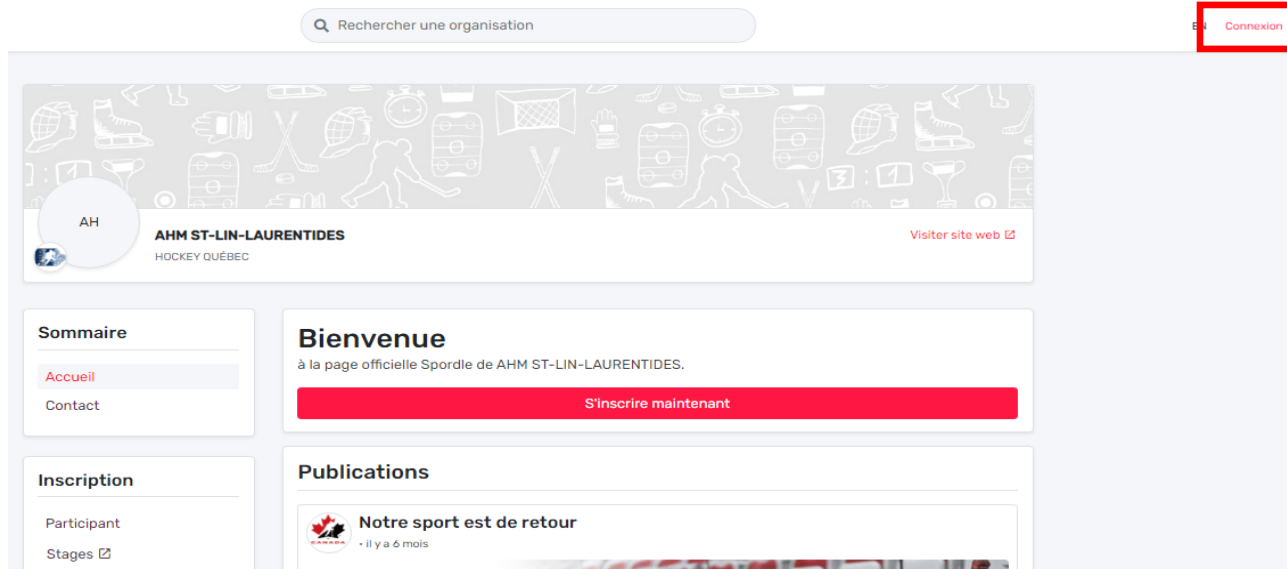 Rechercher une organisation
EN Connexion
AH
AHM ST-LIN-LAURENTIDES
HOCKEY QUÉBEC
Visiter site web
Sommaire
Accueil
Contact
Bienvenue
à la page officielle Spordle de AHM ST-LIN-LAURENTIDES.
S'inscrire maintenant
Inscription
Participant
Stages
Publications
CANADA
Notre sport est de retour
• il y a 6 mois